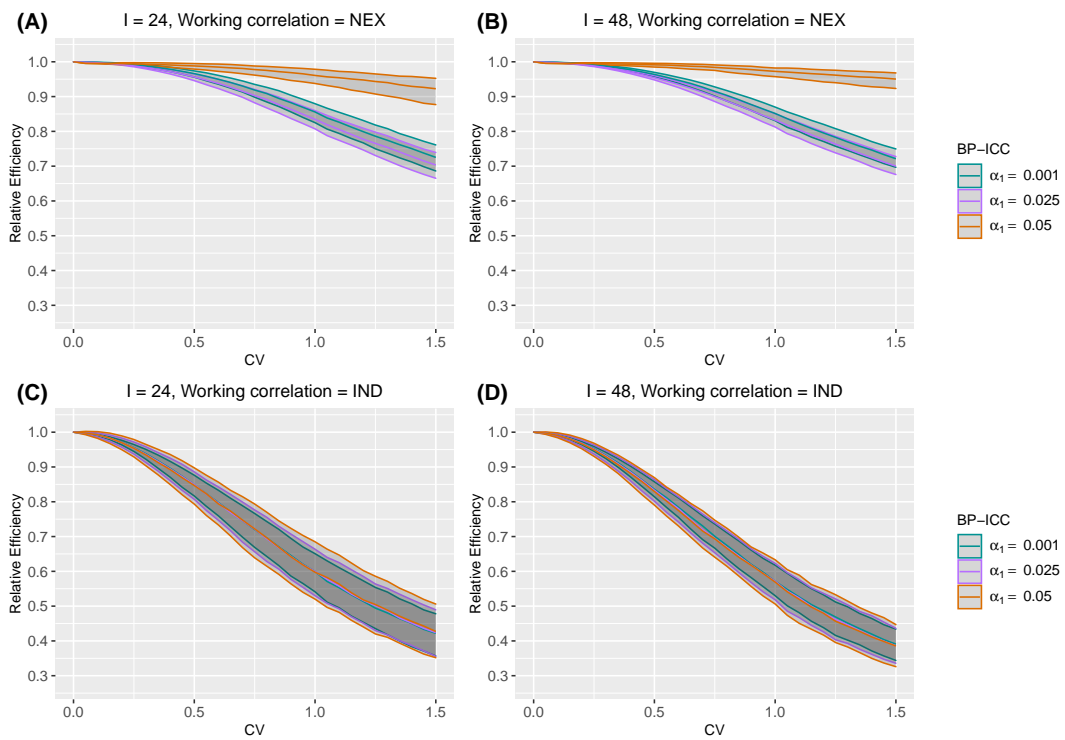 (A)
I = 24, Working correlation = NEX
Relative Efficiency
1.0
0.9
0.8
0.7
0.6
0.5
0.4
0.3
0.0 0.5 1.0 1.5
CV
(B)
I = 48, Working correlation = NEX
Relative Efficiency
1.0
0.9
0.8
0.7
0.6
0.5
0.4
0.3
0.0 0.5 1.0 1.5
CV
BP−ICC
α1 = 0.001
α1 = 0.025
α1 = 0.05
(C)
I = 24, Working correlation = IND
Relative Efficiency
1.0
0.9
0.8
0.7
0.6
0.5
0.4
0.3
0.0 0.5 1.0 1.5
CV
(D)
I = 48, Working correlation = IND
Relative Efficiency
1.0
0.9
0.8
0.7
0.6
0.5
0.4
0.3
0.0 0.5 1.0 1.5
CV
BP−ICC
α1 = 0.001
α1 = 0.025
α1 = 0.05